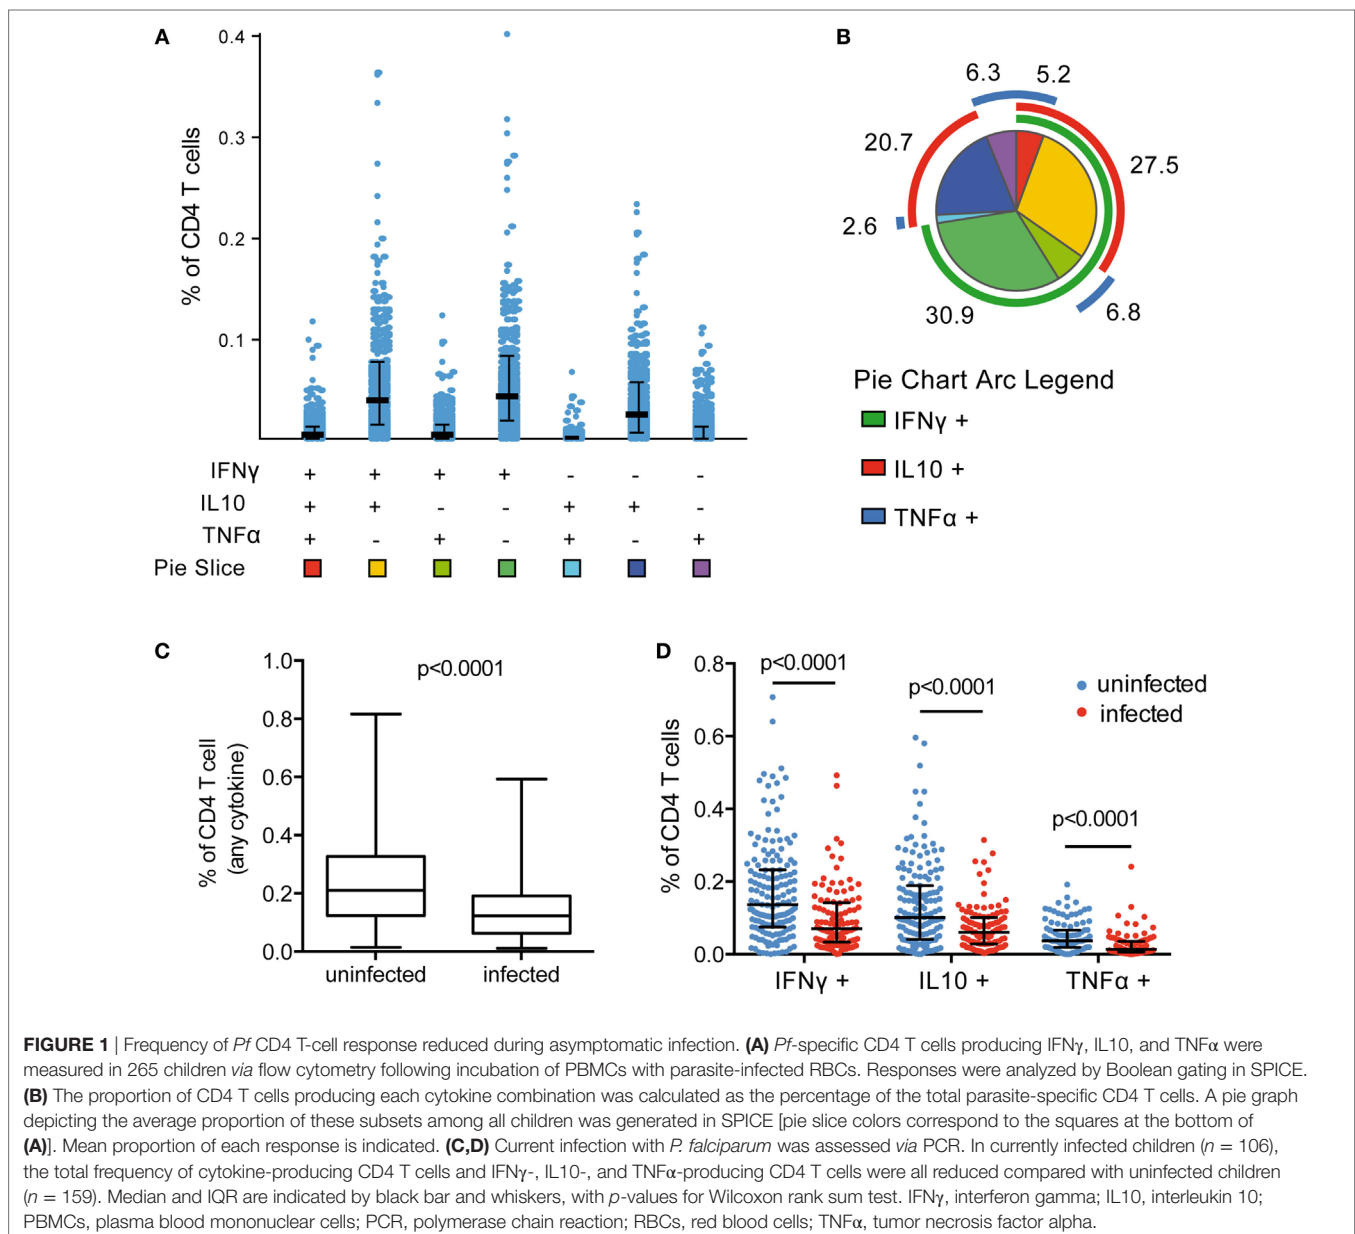 A
0.4
0.3
0.2
0.1
% of CD4 T cells
IFNγ + + + + - - -
IL10 + + - - + + -
TNFα + - + - + - +
Pie Slice
B
6.3 5.2
20.7
27.5
2.6
30.9
6.8
Pie Chart Arc Legend
IFNγ +
IL10 +
TNFα +
C
1.0
0.8
0.6
0.4
0.2
0.0
% of CD4 T cell
(any cytokine)
p<0.0001
uninfected infected
D
0.8
0.6
0.4
0.2
0.0
% of CD4 T cells
p<0.0001
p<0.0001
p<0.0001
uninfected
infected
IFNγ + IL10 + TNFα +
FIGURE 1 | Frequency of Pf CD4 T-cell response reduced during asymptomatic infection. (A) Pf-specific CD4 T cells producing IFNγ, IL10, and TNFα were
measured in 265 children via flow cytometry following incubation of PBMCs with parasite-infected RBCs. Responses were analyzed by Boolean gating in SPICE.
(B) The proportion of CD4 T cells producing each cytokine combination was calculated as the percentage of the total parasite-specific CD4 T cells. A pie graph
depicting the average proportion of these subsets among all children was generated in SPICE [pie slice colors correspond to the squares at the bottom of
(A)]. Mean proportion of each response is indicated. (C,D) Current infection with P. falciparum was assessed via PCR. In currently infected children (n = 106),
the total frequency of cytokine-producing CD4 T cells and IFNγ-, IL10-, and TNFα-producing CD4 T cells were all reduced compared with uninfected children
(n = 159). Median and IQR are indicated by black bar and whiskers, with p-values for Wilcoxon rank sum test. IFNγ, interferon gamma; IL10, interleukin 10;
PBMCs, plasma blood mononuclear cells; PCR, polymerase chain reaction; RBCs, red blood cells; TNFα, tumor necrosis factor alpha.